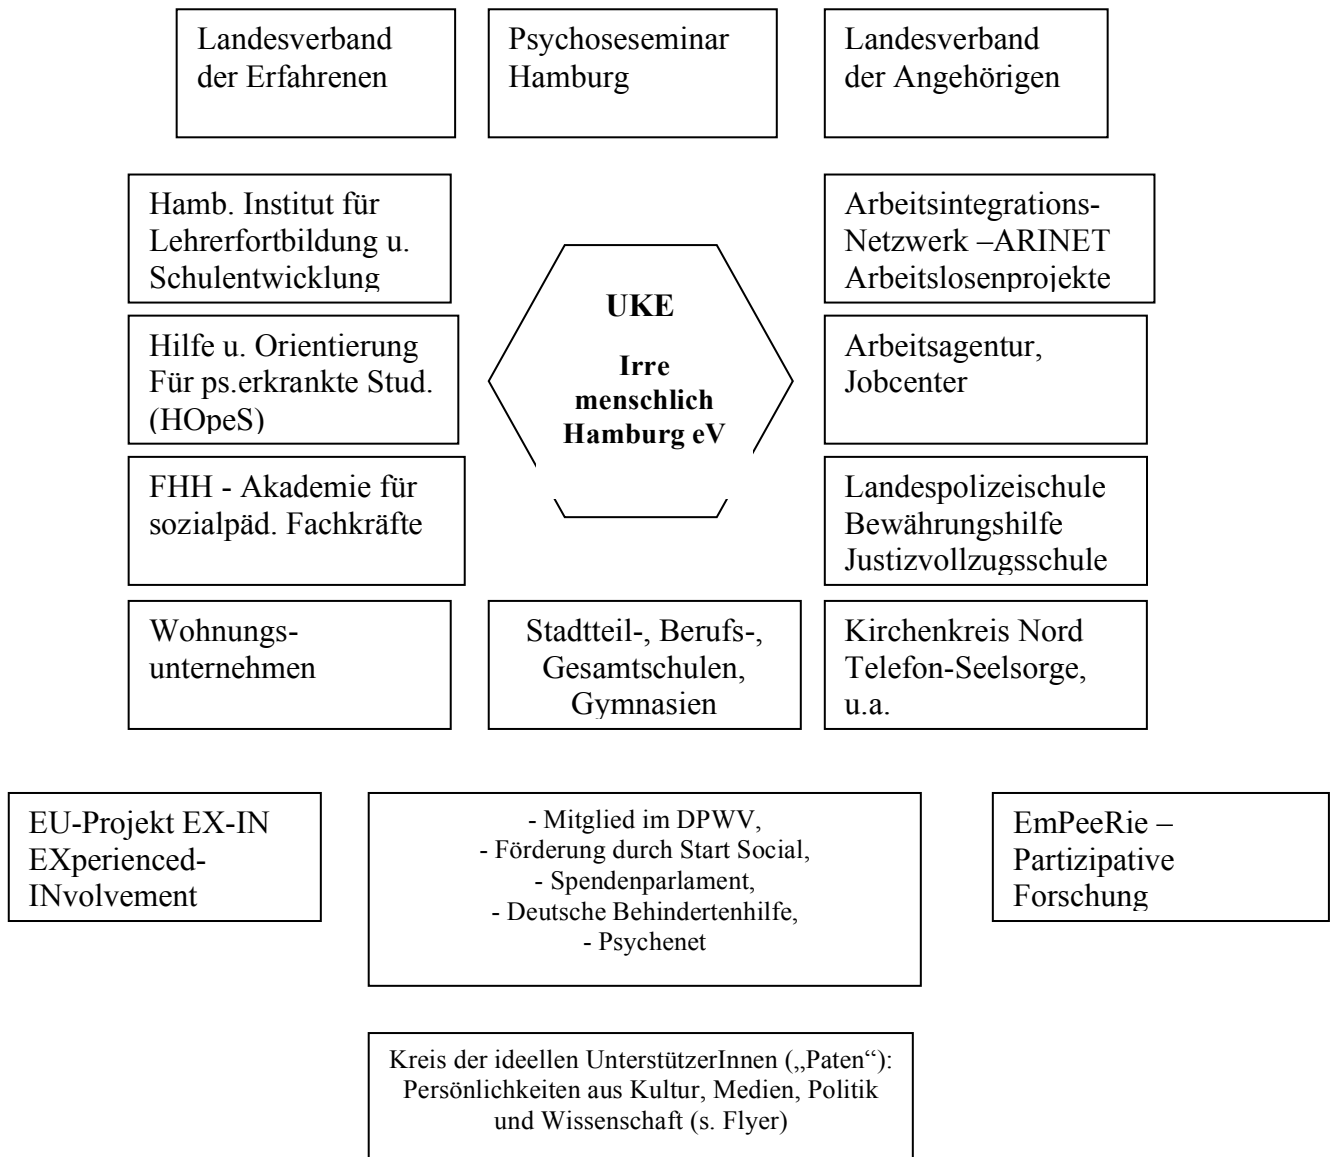 Landesverband
der Erfahrenen
Psychoseseminar
Hamburg
Landesverband
der Angehörigen
Hamb. Institut für
Lehrerfortbildung u.
Schulentwicklung
Arbeitsintegrations-
Netzwerk –ARINET
Arbeitslosenprojekte
UKE
Irre
menschlich
Hamburg eV
Hilfe u. Orientierung
Für ps.erkrankte Stud.
(HOpeS)
Arbeitsagentur,
Jobcenter
FHH - Akademie für
sozialpäd. Fachkräfte
Landespolizeischule
Bewährungshilfe
Justizvollzugsschule
Wohnungs-
unternehmen
Stadtteil-, Berufs-,
Gesamtschulen,
Gymnasien
Kirchenkreis Nord
Telefon-Seelsorge,
u.a.
EU-Projekt EX-IN
EXperienced-
INvolvement
- Mitglied im DPWV,
- Förderung durch Start Social,
- Spendenparlament,
- Deutsche Behindertenhilfe,
- Psychenet
EmPeeRie –
Partizipative
Forschung
Kreis der ideellen UnterstützerInnen („Paten“):
Persönlichkeiten aus Kultur, Medien, Politik
und Wissenschaft (s. Flyer)